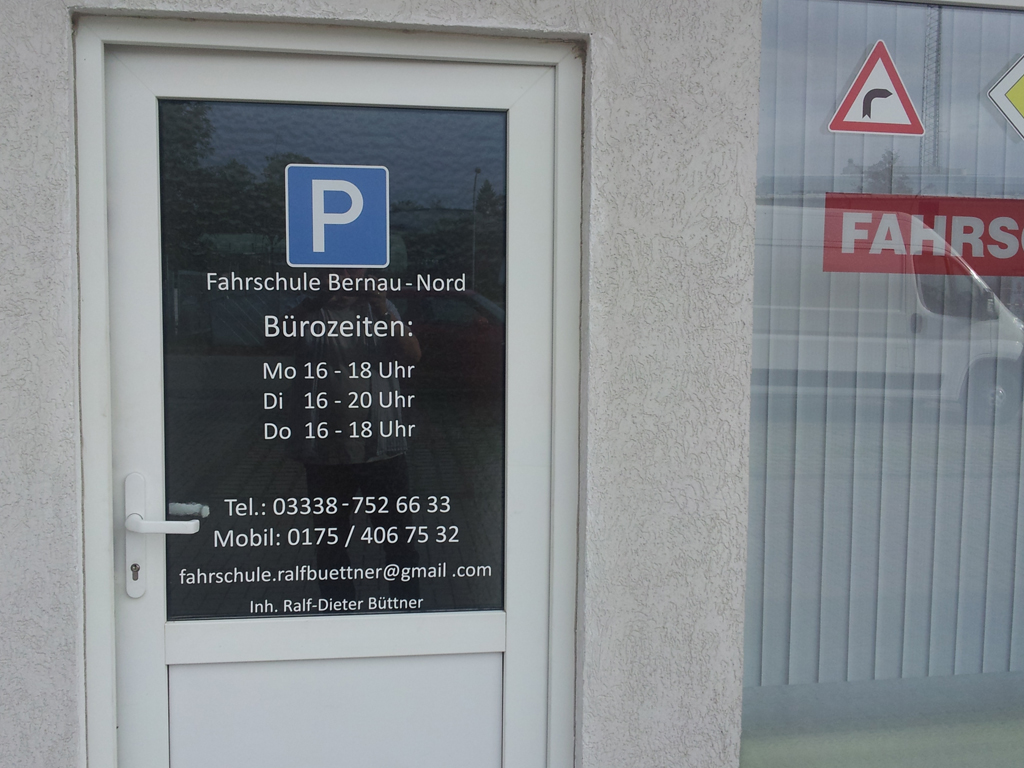 P
Fahrschule Bernau-Nord
Bürozeiten:
Mo 16 - 18 Uhr
Di 16 - 20 Uhr
Do 16 - 18 Uhr
Tel.: 03338-752 66 33
Mobil: 0175 / 406 75 32
fahrschule.ralfbuettner@gmail .com
Inh. Ralf-Dieter Büttner
FAHRS